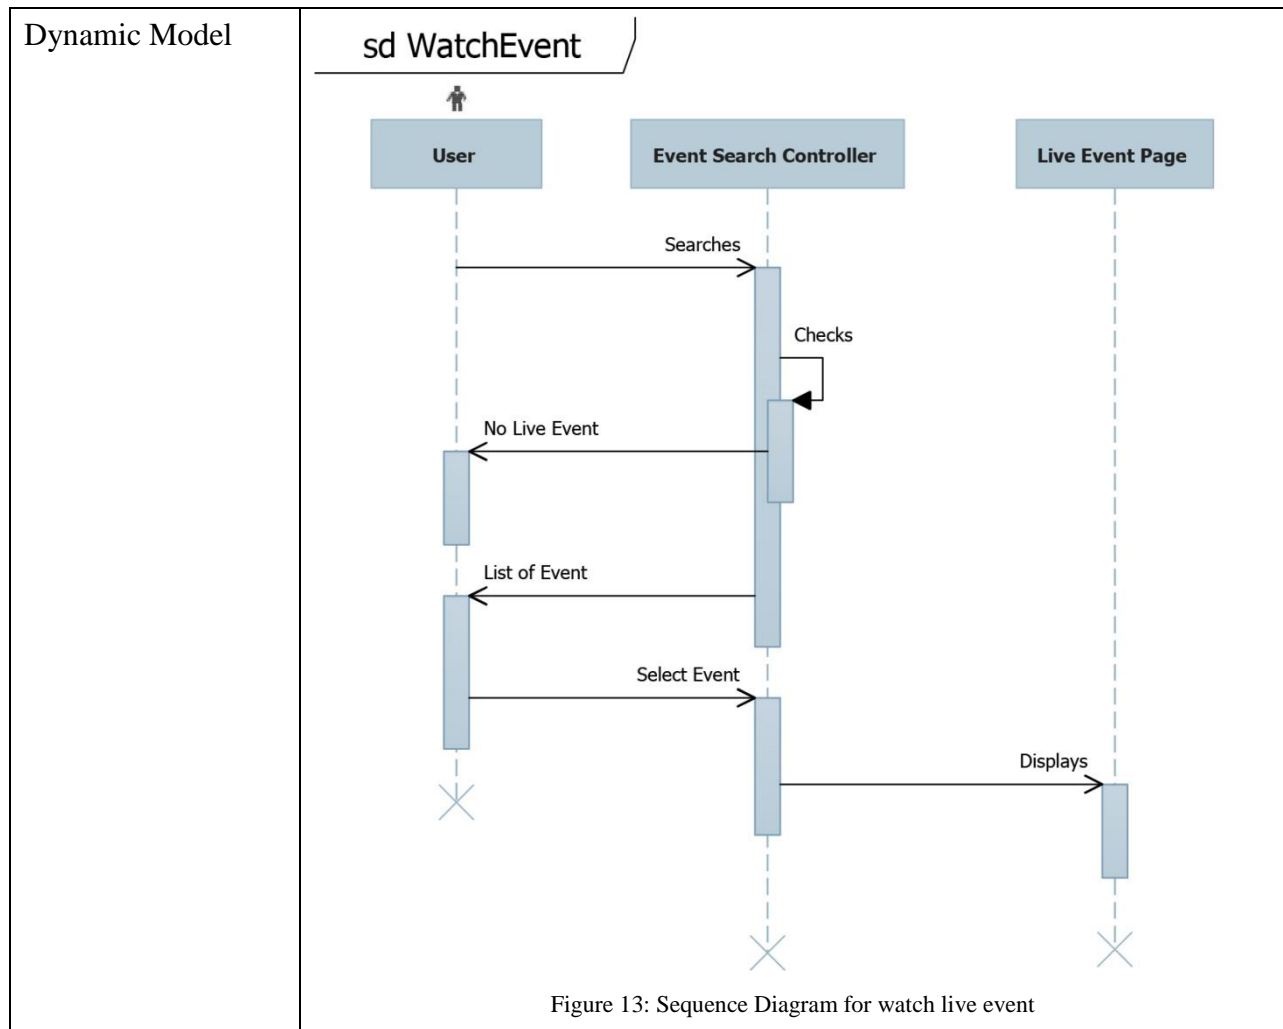 Dynamic Model
sd WatchEvent
User
Event Search Controller
Live Event Page
Searches
Checks
No Live Event
List of Event
Select Event
Displays
Figure 13: Sequence Diagram for watch live event